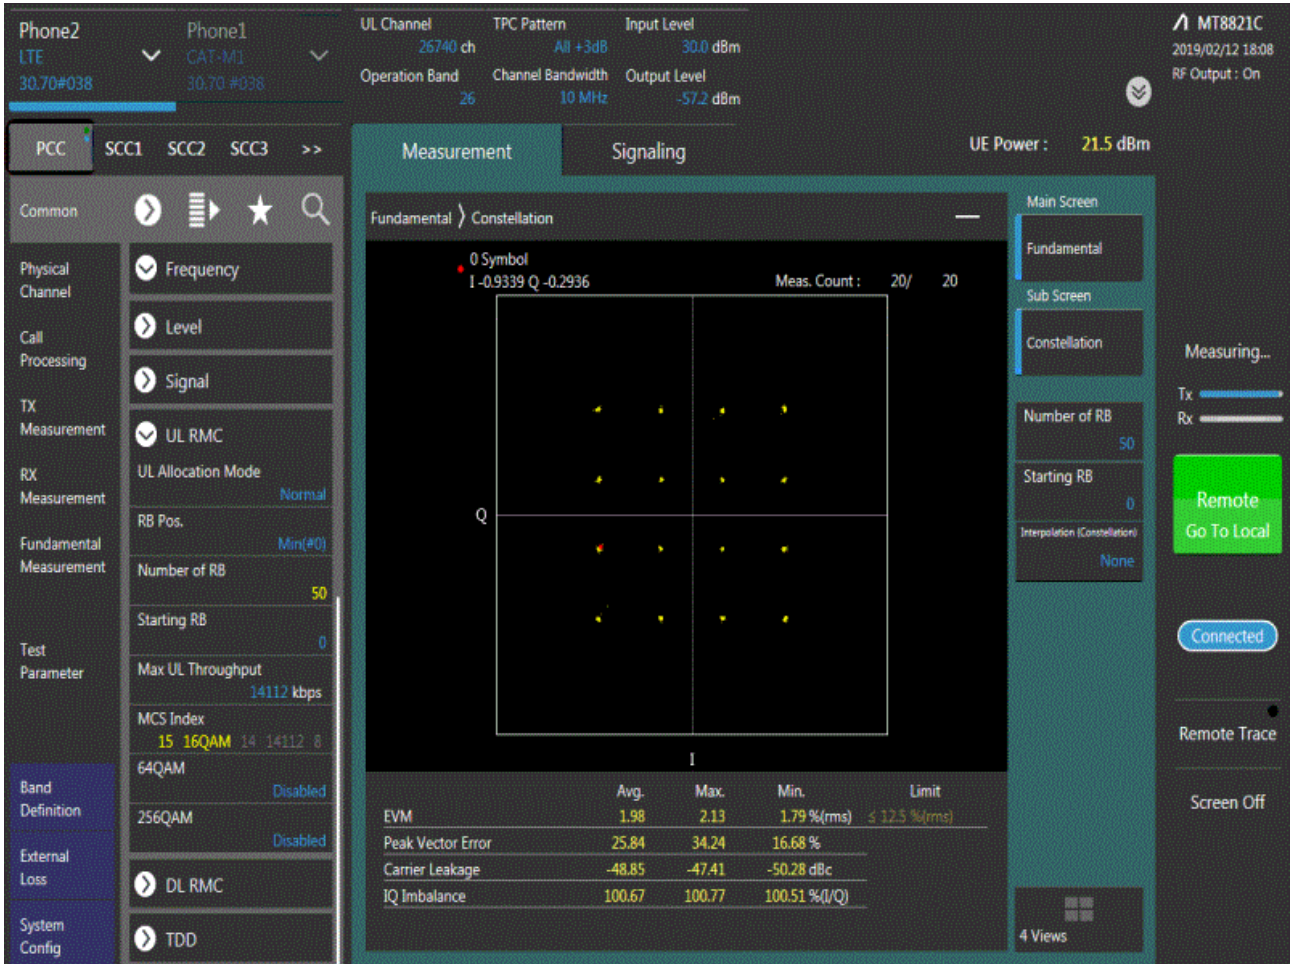 Phone2
LTE
30.70#038
Phone1
CAT-M1
30.70 #038
UL Channel
26740 ch
TPC Pattern
All +3dB
Input Level
30.0 dBm
Operation Band
26
Channel Bandwidth
10 MHz
Output Level
-57.2 dBm
MT8821C
2019/02/12 18:08
RF Output : On
PCC SCC1 SCC2 SCC3 >>
Measurement
Signaling
UE Power : 21.5 dBm
Common
Physical
Channel
Call
Processing
TX
Measurement
RX
Measurement
Fundamental
Measurement
Test
Parameter
Band
Definition
External
Loss
System
Config
Frequency
Level
Signal
UL RMC
UL Allocation Mode
Normal
RB Pos.
Min(#0)
Number of RB
50
Starting RB
0
Max UL Throughput
14112 kbps
MCS Index
15 16QAM 14 14112 8
64QAM
Disabled
256QAM
Disabled
DL RMC
TDD
Fundamental 〉 Constellation
0 Symbol
I -0.9339 Q -0.2936
Meas. Count : 20/ 20
Q
I
Avg. Max. Min. Limit
EVM 1.98 2.13 1.79 %(rms) ≤ 12.5 %(rms)
Peak Vector Error 25.84 34.24 16.68 %
Carrier Leakage -48.85 -47.41 -50.28 dBc
IQ Imbalance 100.67 100.77 100.51 %(I/Q)
Main Screen
Fundamental
Sub Screen
Constellation
Number of RB
50
Starting RB
0
Interpolation (Constellation)
None
4 Views
Measuring...
Tx
Rx
Remote
Go To Local
Connected
Remote Trace
Screen Off